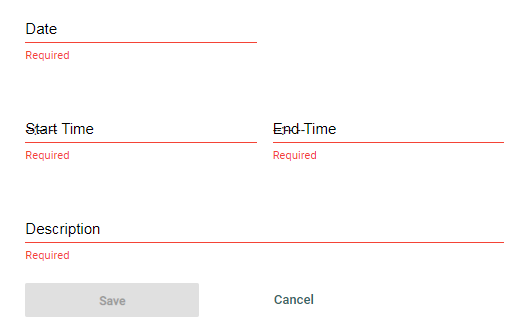 Date
Required
Start Time
End Time
Required
Required
Description
Required
Save
Cancel